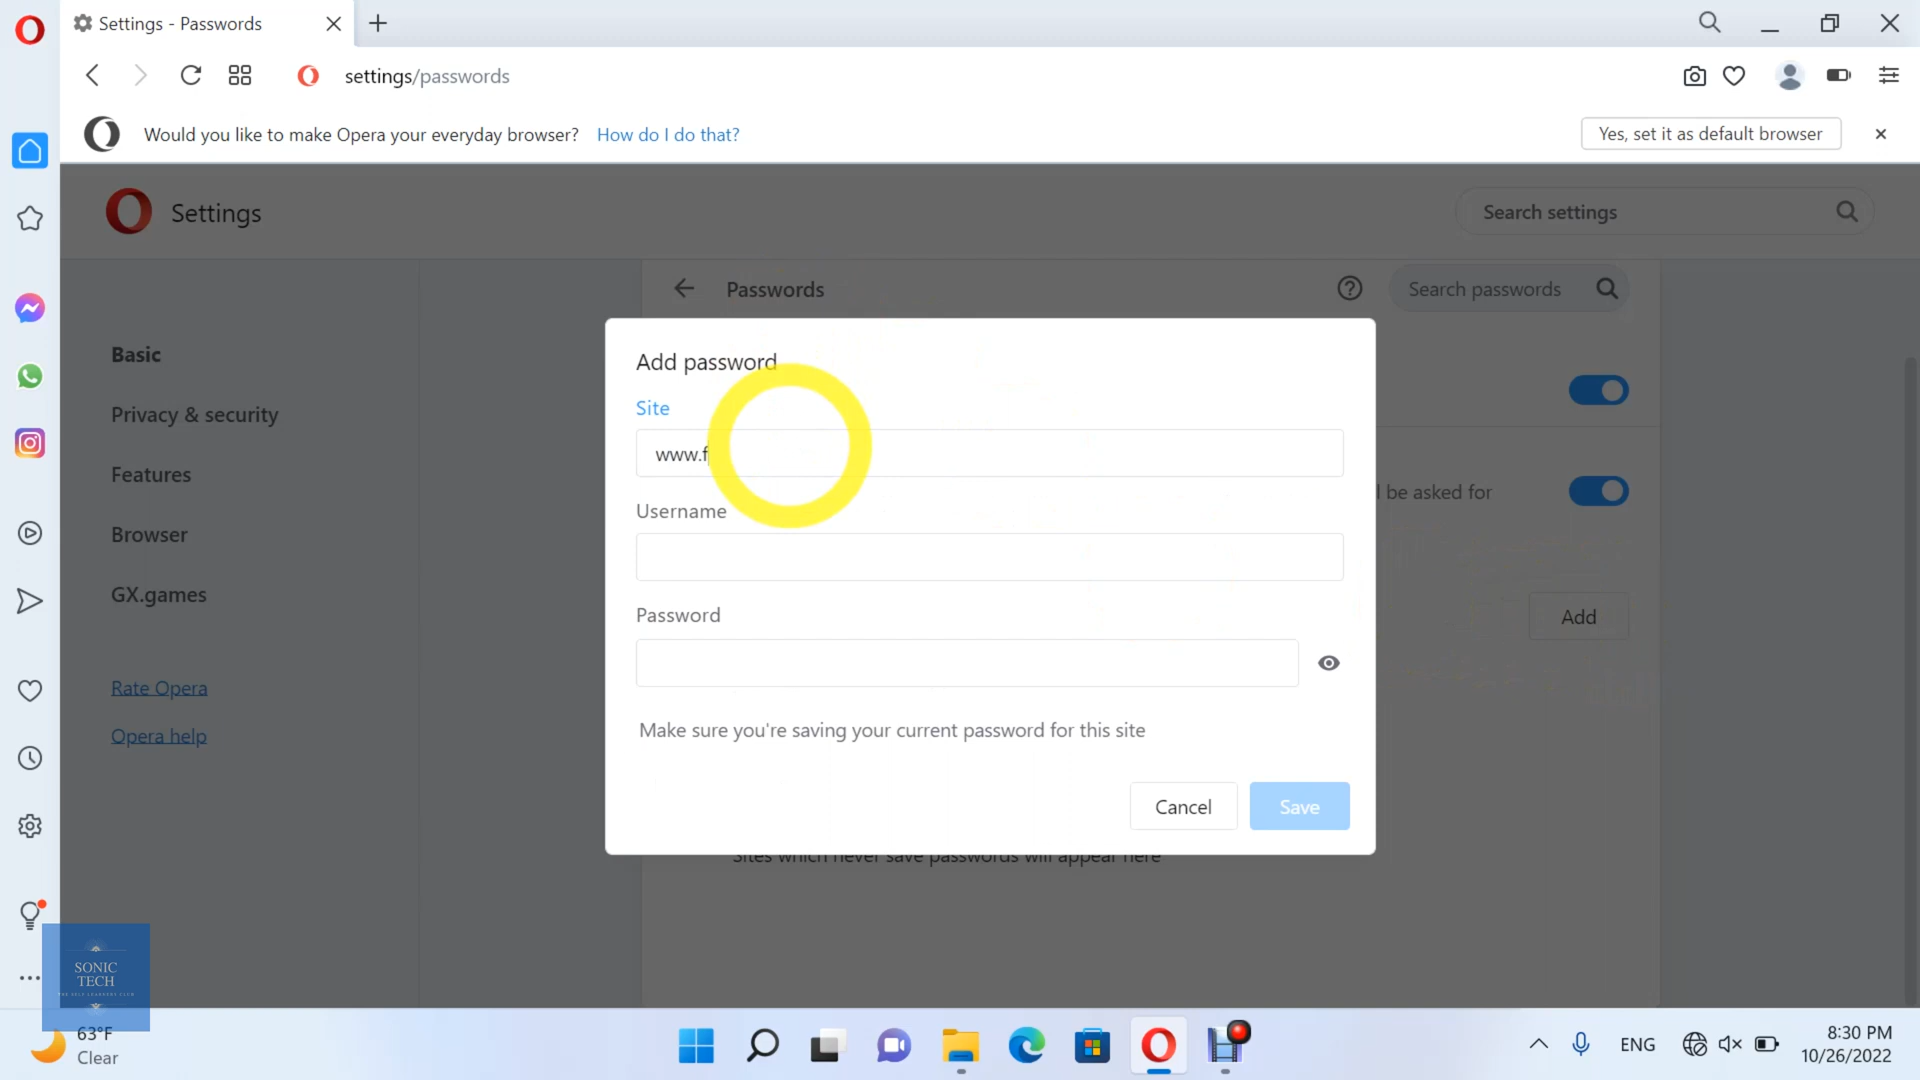 Settings - Passwords
settings/passwords
Would you like to make Opera your everyday browser? How do I do that?
Yes, set it as default browser
Settings
Search settings
Passwords
Search passwords
Basic
Privacy & security
Features
Browser
GX.games
Rate Opera
Opera help
Add password
Site
www.f
Username
Password
Make sure you're saving your current password for this site
Cancel
Save
l be asked for
Add
Sites which never save passwords will appear here
SONIC
TECH
THE SELF-LEARNERS CLUB
63°F
Clear
ENG
8:30 PM
10/26/2022